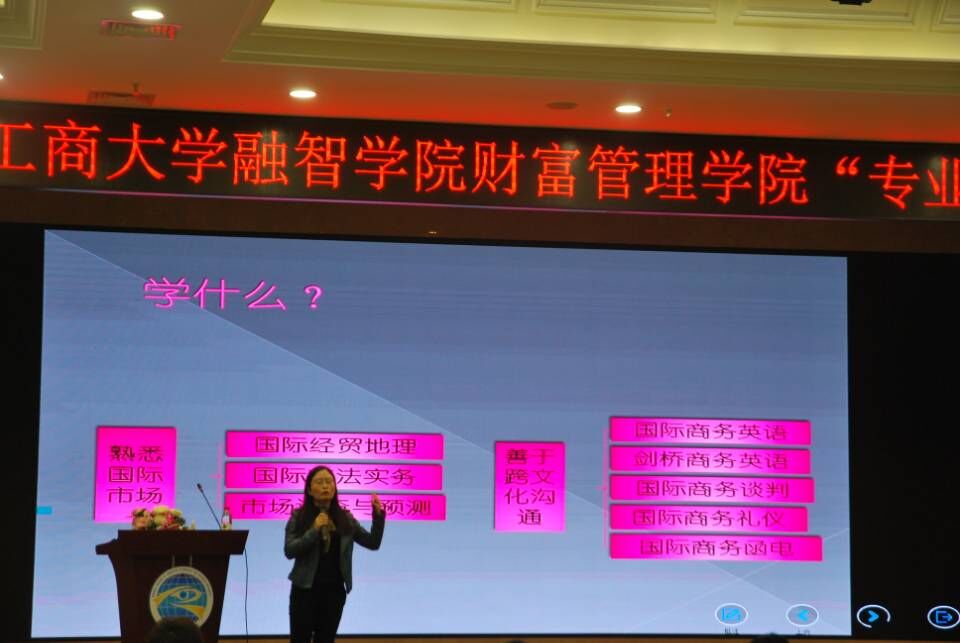 工商大学融智学院财富管理学院“专业
学什么？
熟悉
国际
市场
国际经贸地理
国际 法实务
市场 与预测
善于
跨文
化沟
通
国际商务英语
剑桥商务英语
国际商务谈判
国际商务礼仪
国际商务函电